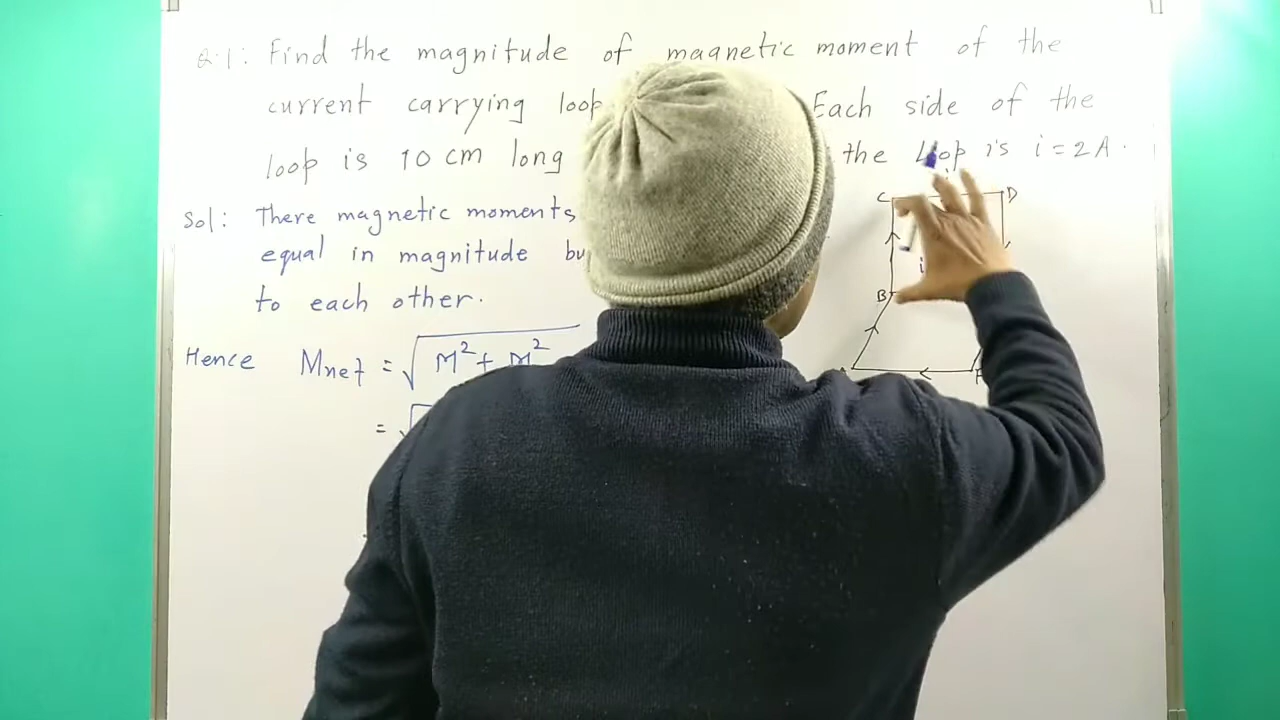 Q.1: Find the magnitude of magnetic moment of the
current carrying loop Each side of the
loop is 10 cm long the loop is i = 2 A.
Sol: There magnetic moments
equal in magnitude
to each other.
Hence Mnet = √ M² + M²
= √
C D
i
B